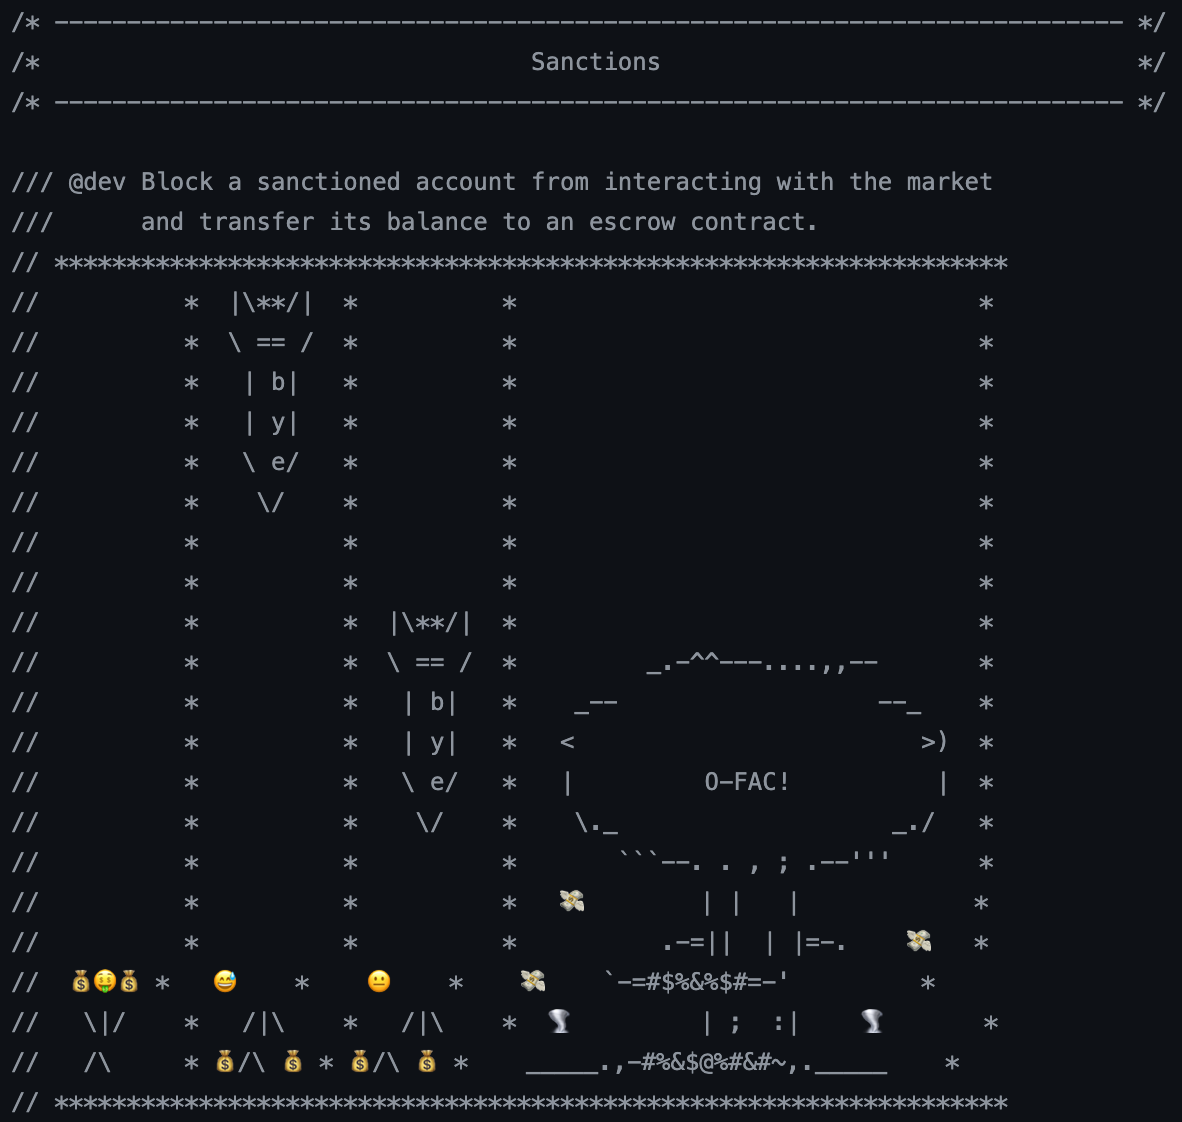 /* -------------------------------------------------------------------------- */
/*                                  Sanctions                                 */
/* -------------------------------------------------------------------------- */

/// @dev Block a sanctioned account from interacting with the market
///      and transfer its balance to an escrow contract.
// ******************************************************************
//          *  |\**/|  *          *                                *
//          *  \ == /  *          *                                *
//          *   | b|   *          *                                *
//          *   | y|   *          *                                *
//          *   \ e/   *          *                                *
//          *    \/    *          *                                *
//          *          *          *                                *
//          *          *          *                                *
//          *          *  |\**/|  *                                *
//          *          *  \ == /  *         _.-^^---....,,--       *
//          *          *   | b|   *    _--                  --_    *
//          *          *   | y|   *   <                        >)  *
//          *          *   \ e/   *   |         O-FAC!          |  *
//          *          *    \/    *    \._                   _./   *
//          *          *          *       ```--. . , ; .--'''      *
//          *          *          *   💸        | |   |            *
//          *          *          *          .-=||  | |=-.    💸   *
//  💰🤑💰 *   😅    *    😐    *    💸    `-=#$%&%$#=-'         *
//   \|/    *   /|\    *   /|\    *  🌪         | ;  :|    🌪       *
//   /\     * 💰/\ 💰 * 💰/\ 💰 *    _____.,-#%&$@%#&#~,._____    *
// ******************************************************************